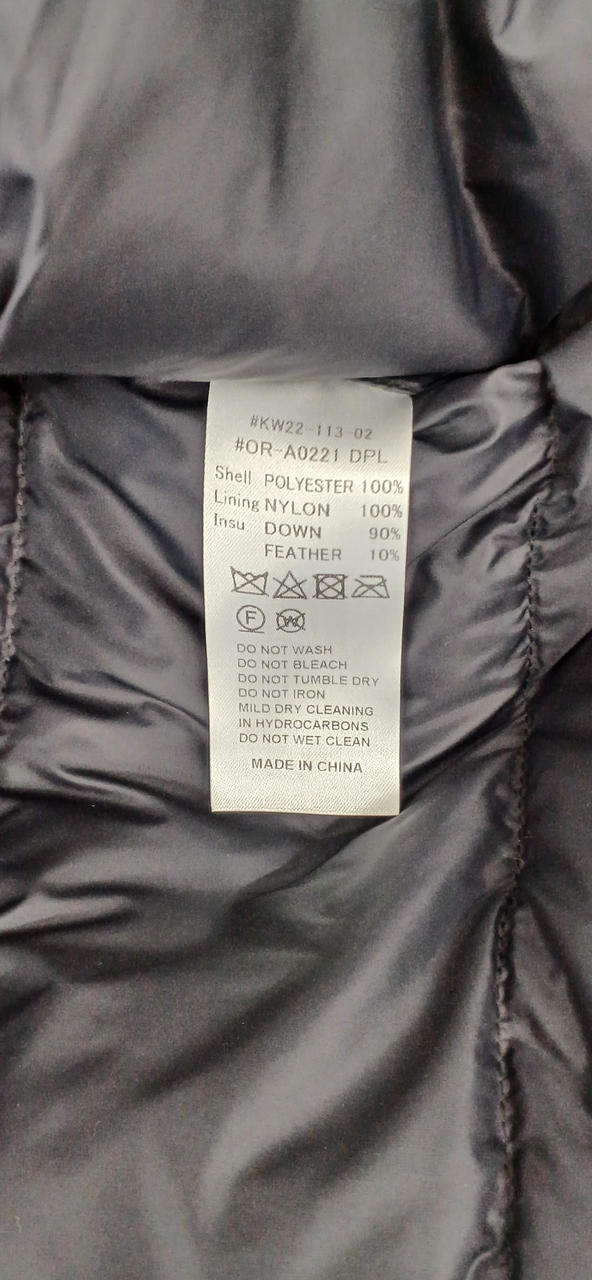 #KW22-113-02
#OR-A0221 DPL
Shell POLYESTER 100%
Lining NYLON 100%
Insu. DOWN 90%
FEATHER 10%
F W
DO NOT WASH
DO NOT BLEACH
DO NOT TUMBLE DRY
DO NOT IRON
MILD DRY CLEANING
IN HYDROCARBONS
DO NOT WET CLEAN
MADE IN CHINA